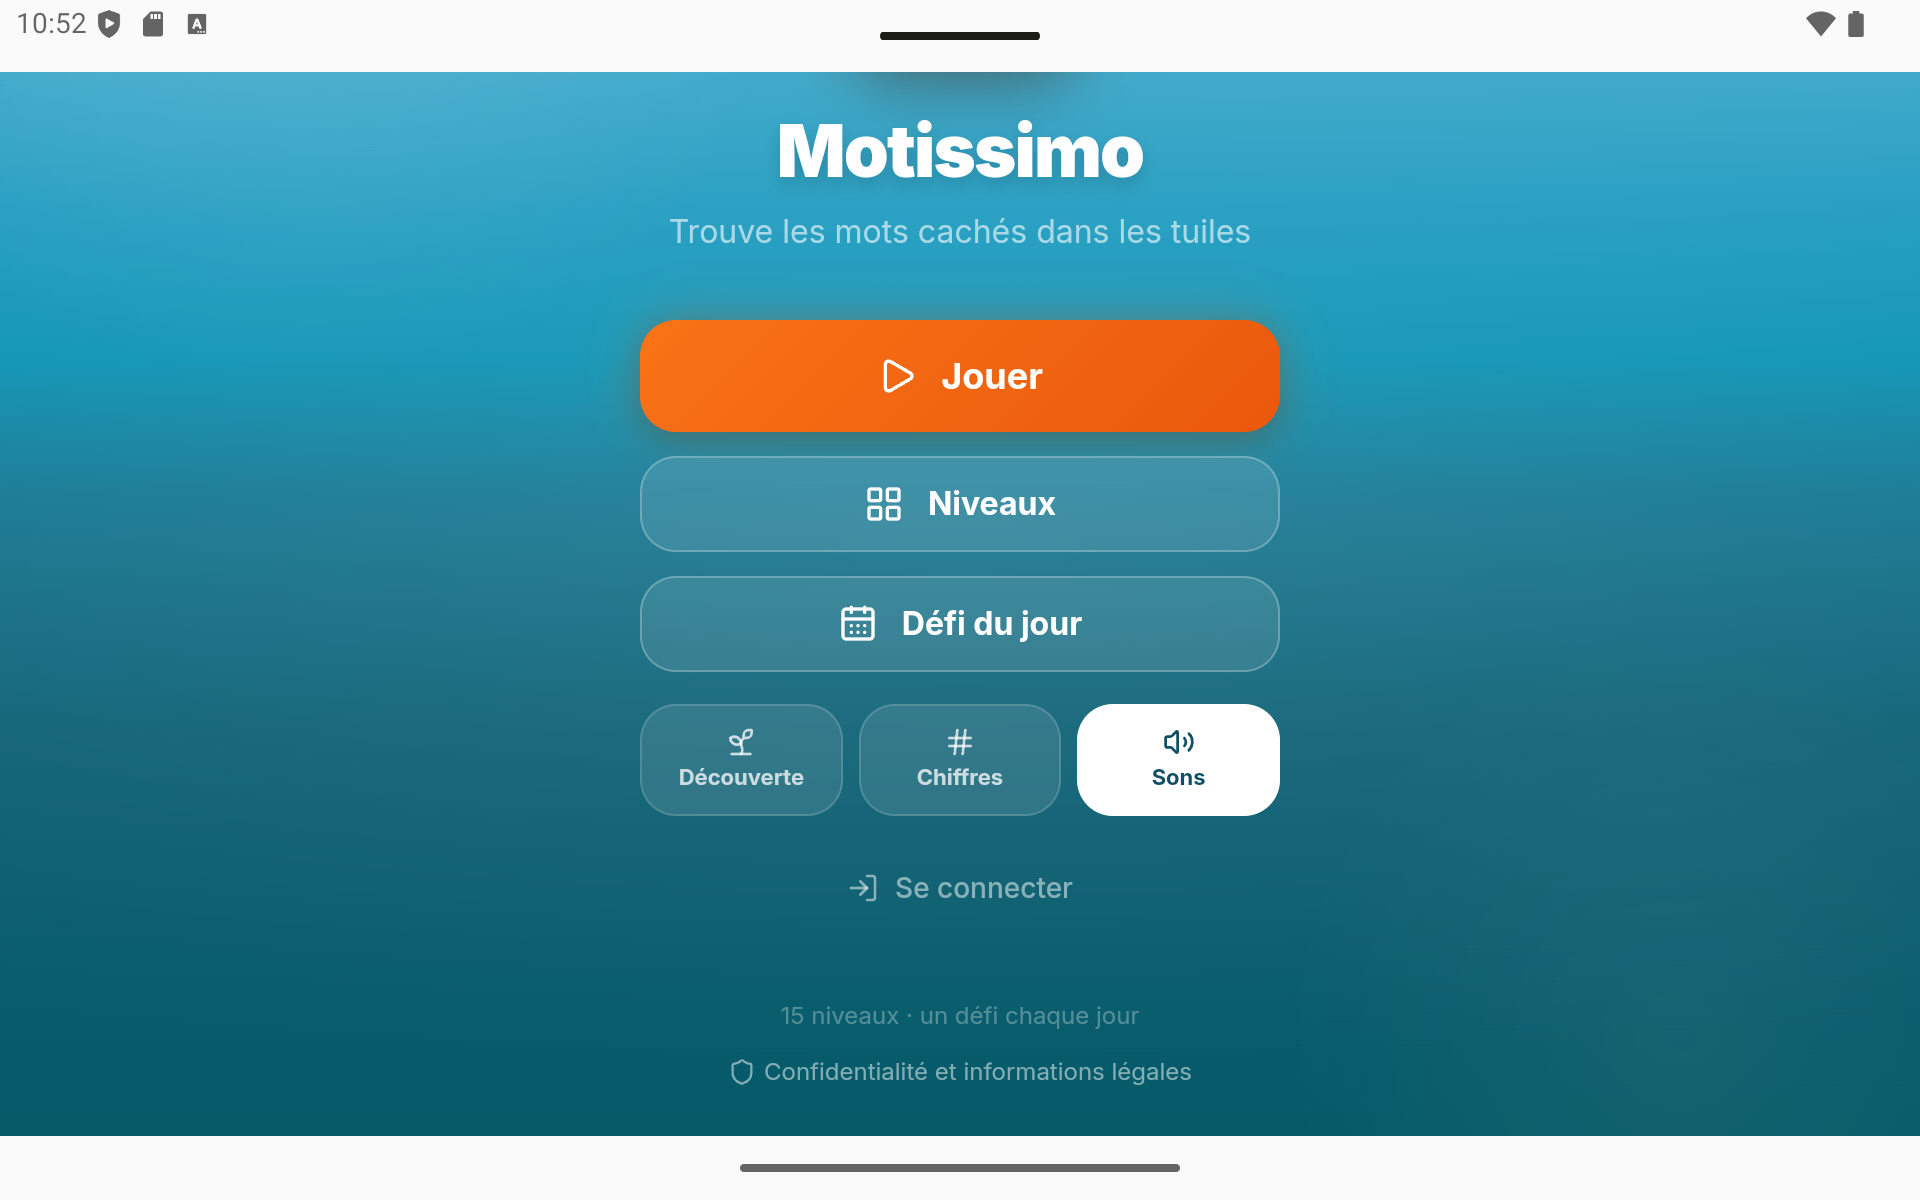 10:52
Motissimo
Trouve les mots cachés dans les tuiles
Jouer
Niveaux
Défi du jour
Découverte
Chiffres
Sons
Se connecter
15 niveaux · un défi chaque jour
Confidentialité et informations légales